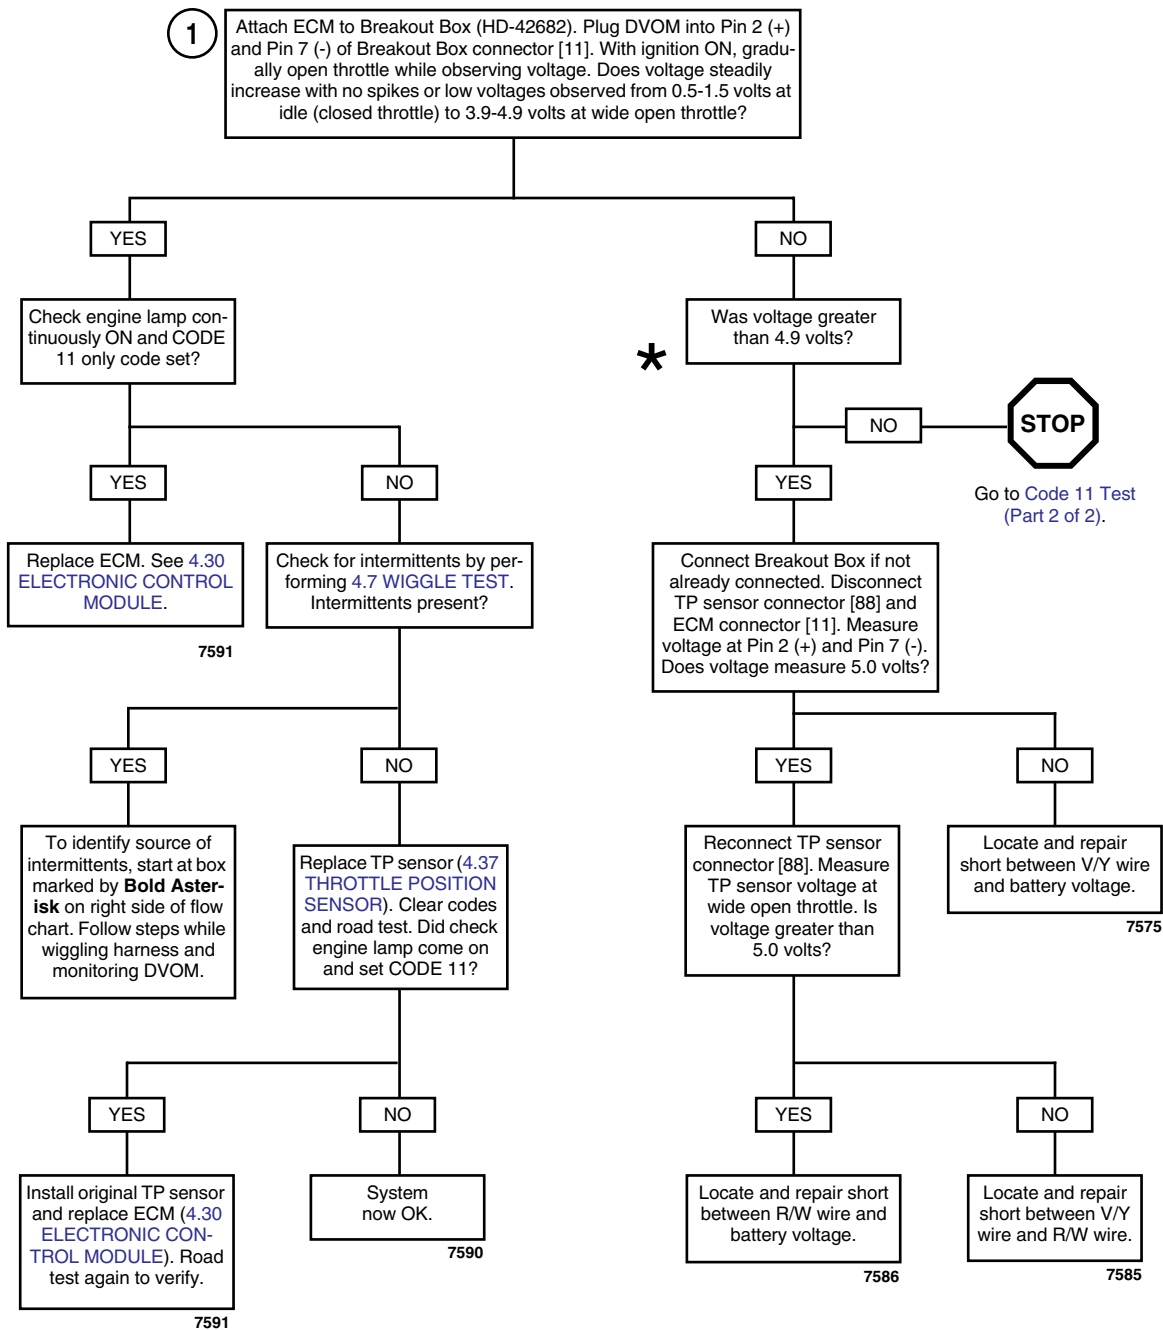 1
Attach ECM to Breakout Box (HD-42682). Plug DVOM into Pin 2 (+)
and Pin 7 (-) of Breakout Box connector [11]. With ignition ON, gradu-
ally open throttle while observing voltage. Does voltage steadily
increase with no spikes or low voltages observed from 0.5-1.5 volts at
idle (closed throttle) to 3.9-4.9 volts at wide open throttle?
YES
NO
Check engine lamp con-
tinuously ON and CODE
11 only code set?
*
Was voltage greater
than 4.9 volts?
NO
STOP
Go to Code 11 Test
(Part 2 of 2).
YES
NO
YES
Replace ECM. See 4.30
ELECTRONIC CONTROL
MODULE.
7591
Check for intermittents by per-
forming 4.7 WIGGLE TEST.
Intermittents present?
Connect Breakout Box if not
already connected. Disconnect
TP sensor connector [88] and
ECM connector [11]. Measure
voltage at Pin 2 (+) and Pin 7 (-).
Does voltage measure 5.0 volts?
YES
NO
YES
NO
To identify source of
intermittents, start at box
marked by Bold Aster-
isk on right side of flow
chart. Follow steps while
wiggling harness and
monitoring DVOM.
Replace TP sensor (4.37
THROTTLE POSITION
SENSOR). Clear codes
and road test. Did check
engine lamp come on
and set CODE 11?
Reconnect TP sensor
connector [88]. Measure
TP sensor voltage at
wide open throttle. Is
voltage greater than
5.0 volts?
Locate and repair
short between V/Y wire
and battery voltage.
7575
YES
NO
YES
NO
Install original TP sensor
and replace ECM (4.30
ELECTRONIC CON-
TROL MODULE). Road
test again to verify.
7591
System
now OK.
7590
Locate and repair short
between R/W wire and
battery voltage.
7586
Locate and repair
short between V/Y
wire and R/W wire.
7585